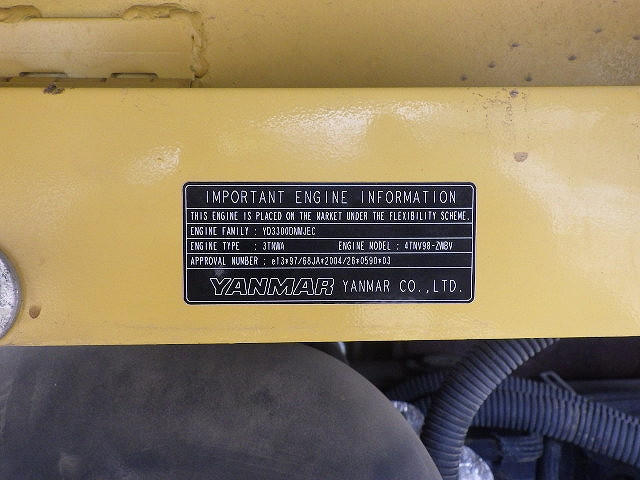 IMPORTANT ENGINE INFORMATION
THIS ENGINE IS PLACED ON THE MARKET UNDER THE FLEXIBILITY SCHEME.
ENGINE FAMILY : YD3300DNWJEC
ENGINE TYPE : 3TNWA ENGINE MODEL : 4TNV98-ZWBV
APPROVAL NUMBER : e13*97/68JA*2004/26*0590*03
YANMAR YANMAR CO.,LTD.